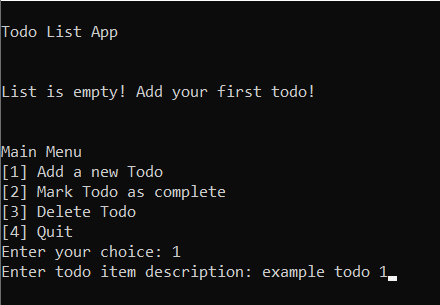 Todo List App
List is empty! Add your first todo!
Main Menu
[1] Add a new Todo
[2] Mark Todo as complete
[3] Delete Todo
[4] Quit
Enter your choice: 1
Enter todo item description: example todo 1